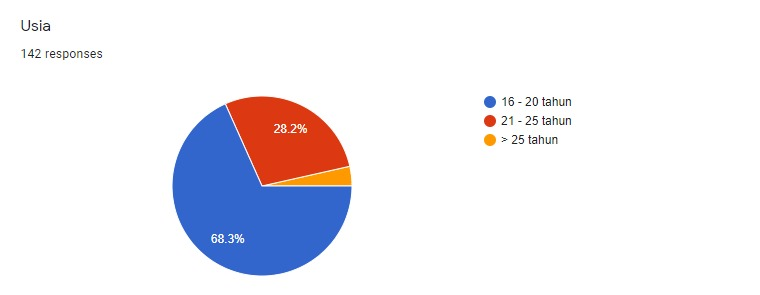 Usia
142 responses
16 - 20 tahun
21 - 25 tahun
> 25 tahun
28.2%
68.3%